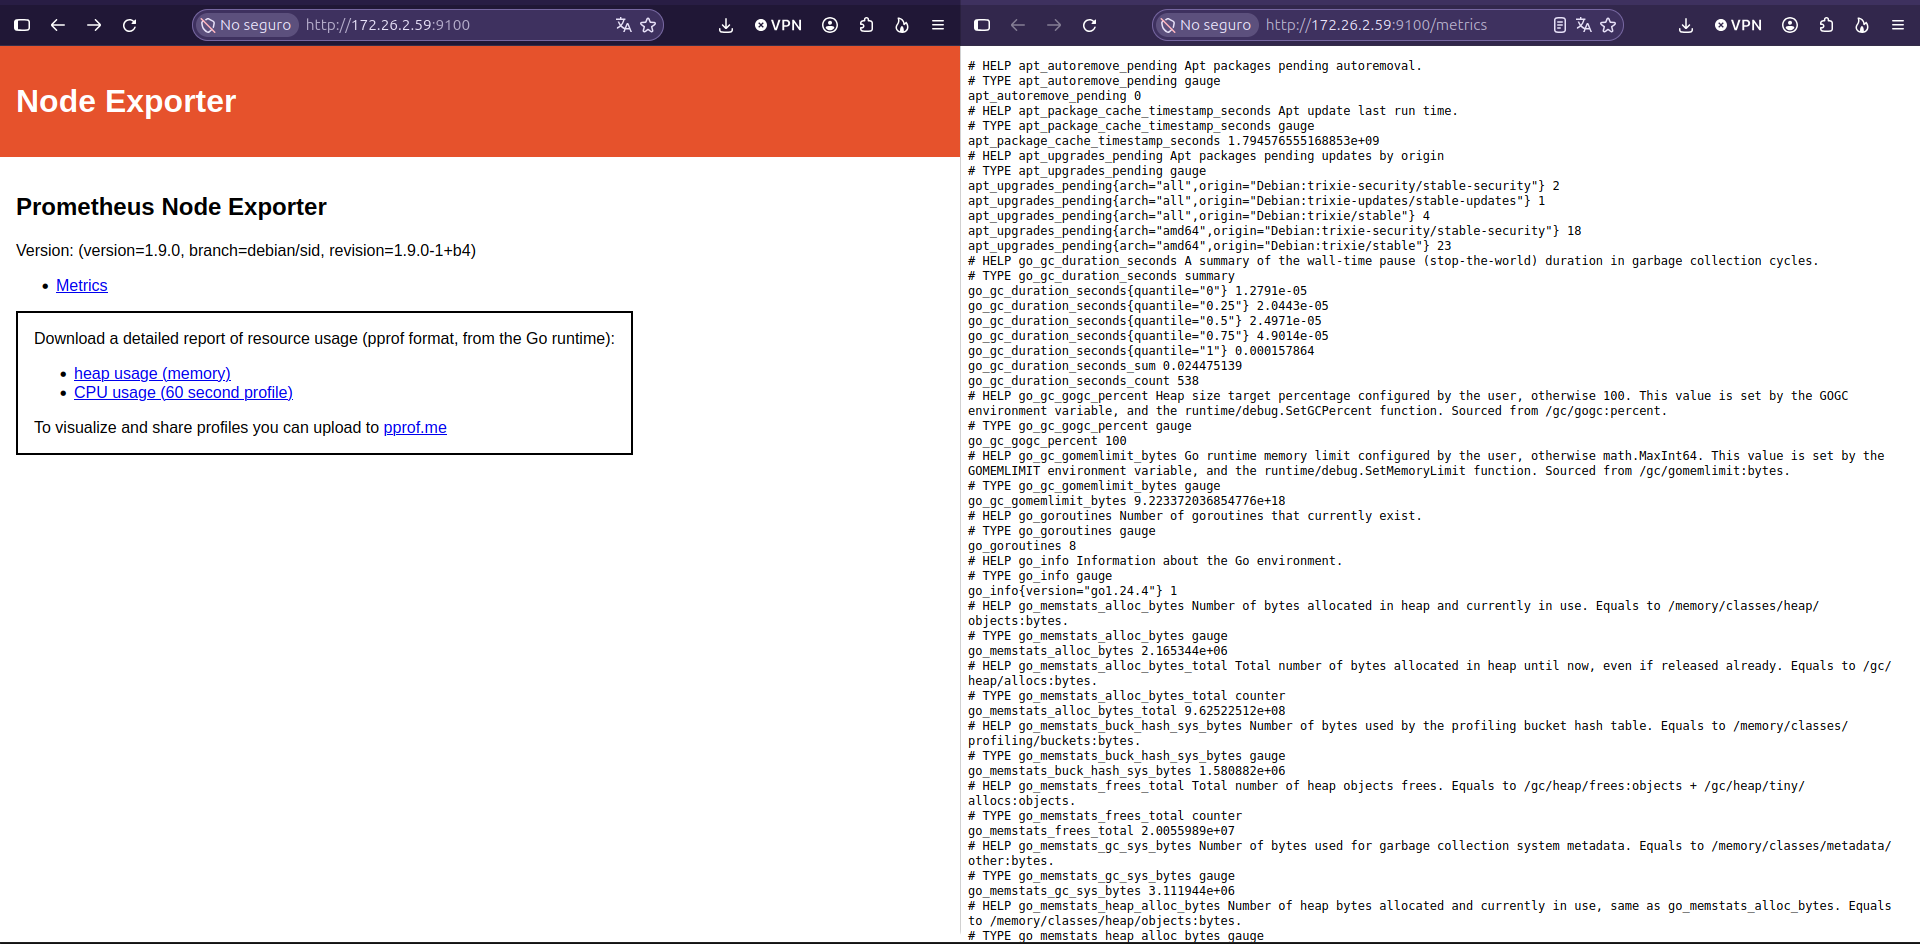 No seguro http://172.26.2.59:9100 VPN
Node Exporter
Prometheus Node Exporter
Version: (version=1.9.0, branch=debian/sid, revision=1.9.0-1+b4)
• Metrics
Download a detailed report of resource usage (pprof format, from the Go runtime):
• heap usage (memory)
• CPU usage (60 second profile)
To visualize and share profiles you can upload to pprof.me
No seguro http://172.26.2.59:9100/metrics VPN
# HELP apt_autoremove_pending Apt packages pending autoremoval.
# TYPE apt_autoremove_pending gauge
apt_autoremove_pending 0
# HELP apt_package_cache_timestamp_seconds Apt update last run time.
# TYPE apt_package_cache_timestamp_seconds gauge
apt_package_cache_timestamp_seconds 1.794576555168853e+09
# HELP apt_upgrades_pending Apt packages pending updates by origin
# TYPE apt_upgrades_pending gauge
apt_upgrades_pending{arch="all",origin="Debian:trixie-security/stable-security"} 2
apt_upgrades_pending{arch="all",origin="Debian:trixie-updates/stable-updates"} 1
apt_upgrades_pending{arch="all",origin="Debian:trixie/stable"} 4
apt_upgrades_pending{arch="amd64",origin="Debian:trixie-security/stable-security"} 18
apt_upgrades_pending{arch="amd64",origin="Debian:trixie/stable"} 23
# HELP go_gc_duration_seconds A summary of the wall-time pause (stop-the-world) duration in garbage collection cycles.
# TYPE go_gc_duration_seconds summary
go_gc_duration_seconds{quantile="0"} 1.2791e-05
go_gc_duration_seconds{quantile="0.25"} 2.0443e-05
go_gc_duration_seconds{quantile="0.5"} 2.4971e-05
go_gc_duration_seconds{quantile="0.75"} 4.9014e-05
go_gc_duration_seconds{quantile="1"} 0.000157864
go_gc_duration_seconds_sum 0.024475139
go_gc_duration_seconds_count 538
# HELP go_gc_gogc_percent Heap size target percentage configured by the user, otherwise 100. This value is set by the GOGC
environment variable, and the runtime/debug.SetGCPercent function. Sourced from /gc/gogc:percent.
# TYPE go_gc_gogc_percent gauge
go_gc_gogc_percent 100
# HELP go_gc_gomemlimit_bytes Go runtime memory limit configured by the user, otherwise math.MaxInt64. This value is set by the
GOMEMLIMIT environment variable, and the runtime/debug.SetMemoryLimit function. Sourced from /gc/gomemlimit:bytes.
# TYPE go_gc_gomemlimit_bytes gauge
go_gc_gomemlimit_bytes 9.223372036854776e+18
# HELP go_goroutines Number of goroutines that currently exist.
# TYPE go_goroutines gauge
go_goroutines 8
# HELP go_info Information about the Go environment.
# TYPE go_info gauge
go_info{version="go1.24.4"} 1
# HELP go_memstats_alloc_bytes Number of bytes allocated in heap and currently in use. Equals to /memory/classes/heap/
objects:bytes.
# TYPE go_memstats_alloc_bytes gauge
go_memstats_alloc_bytes 2.165344e+06
# HELP go_memstats_alloc_bytes_total Total number of bytes allocated in heap until now, even if released already. Equals to /gc/
heap/allocs:bytes.
# TYPE go_memstats_alloc_bytes_total counter
go_memstats_alloc_bytes_total 9.62522512e+08
# HELP go_memstats_buck_hash_sys_bytes Number of bytes used by the profiling bucket hash table. Equals to /memory/classes/
profiling/buckets:bytes.
# TYPE go_memstats_buck_hash_sys_bytes gauge
go_memstats_buck_hash_sys_bytes 1.580882e+06
# HELP go_memstats_frees_total Total number of heap objects frees. Equals to /gc/heap/frees:objects + /gc/heap/tiny/
allocs:objects.
# TYPE go_memstats_frees_total counter
go_memstats_frees_total 2.0055989e+07
# HELP go_memstats_gc_sys_bytes Number of bytes used for garbage collection system metadata. Equals to /memory/classes/metadata/
other:bytes.
# TYPE go_memstats_gc_sys_bytes gauge
go_memstats_gc_sys_bytes 3.111944e+06
# HELP go_memstats_heap_alloc_bytes Number of heap bytes allocated and currently in use, same as go_memstats_alloc_bytes. Equals
to /memory/classes/heap/objects:bytes.
# TYPE go_memstats_heap_alloc_bytes gauge